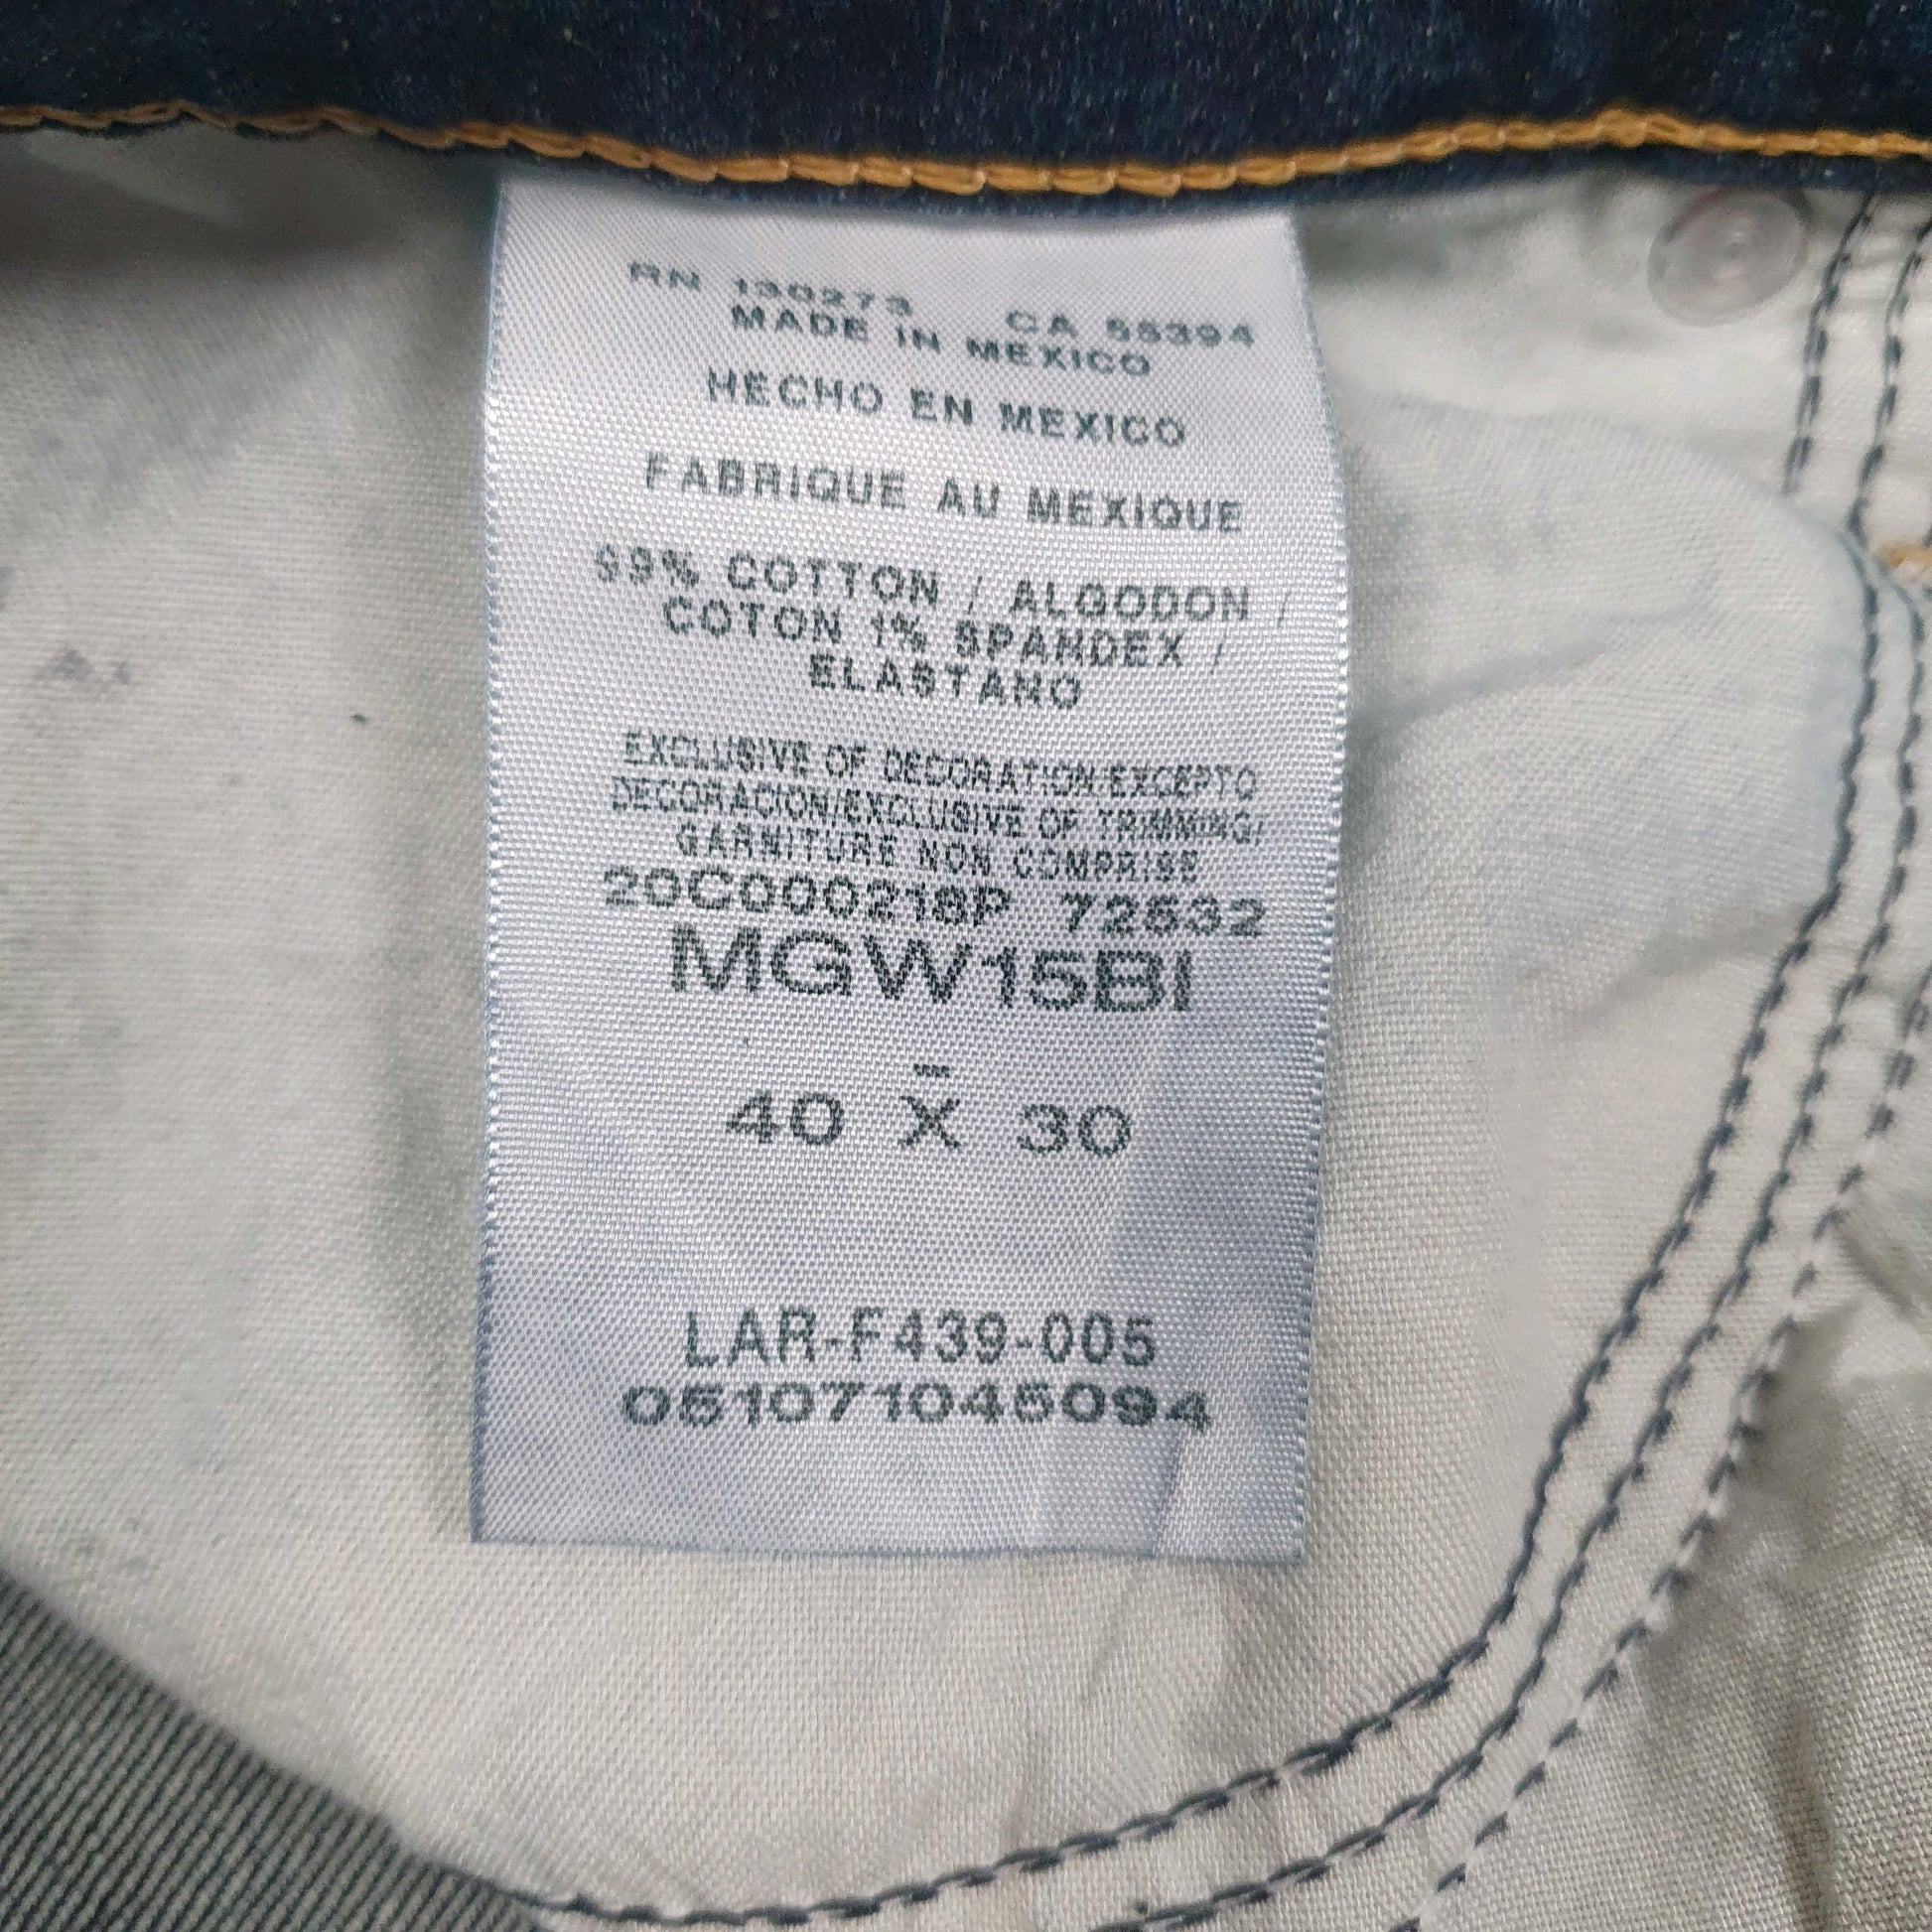 RN 130273 CA 55394
MADE IN MEXICO
HECHO EN MEXICO
FABRIQUE AU MEXIQUE
99% COTTON / ALGODON /
COTON 1% SPANDEX /
ELASTANO
EXCLUSIVE OF DECORATION/EXCEPTO
DECORACION/EXCLUSIVE OF TRIMMING/
GARNITURE NON COMPRISE
20C000218P 72532
MGW15BI
-
40 X 30
LAR-F439-005
051071045094